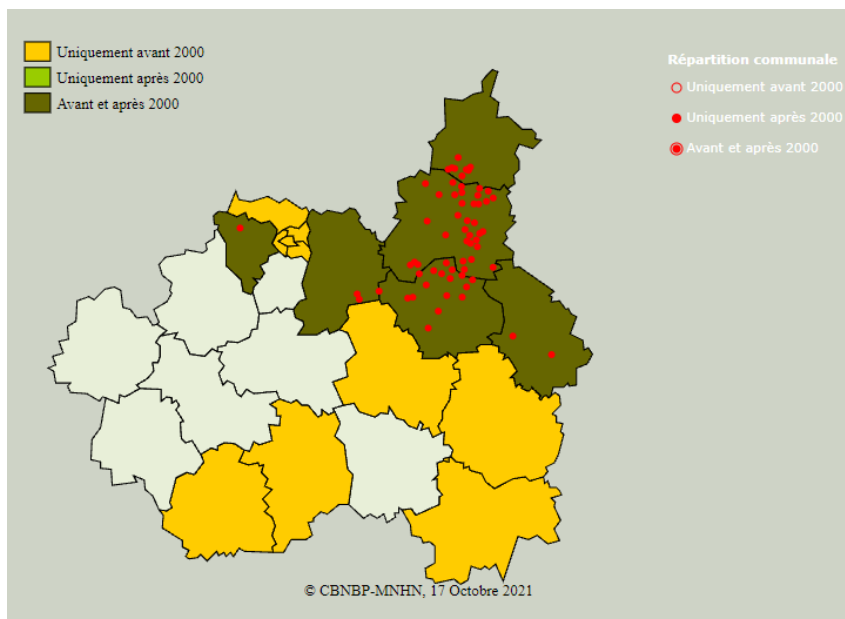 Uniquement avant 2000
Uniquement après 2000
Avant et après 2000
Répartition communale
Uniquement avant 2000
Uniquement après 2000
Avant et après 2000
© CBNBP-MNHN, 17 Octobre 2021